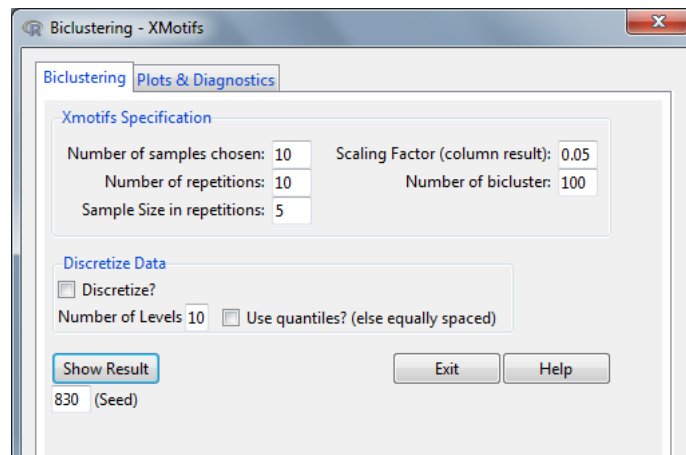 Biclustering - XMotifs
Biclustering Plots & Diagnostics
Xmotifs Specification
Number of samples chosen: 10 Scaling Factor (column result): 0.05
Number of repetitions: 10 Number of bicluster: 100
Sample Size in repetitions: 5
Discretize Data
Discretize?
Number of Levels 10 Use quantiles? (else equally spaced)
Show Result Exit Help
830 (Seed)